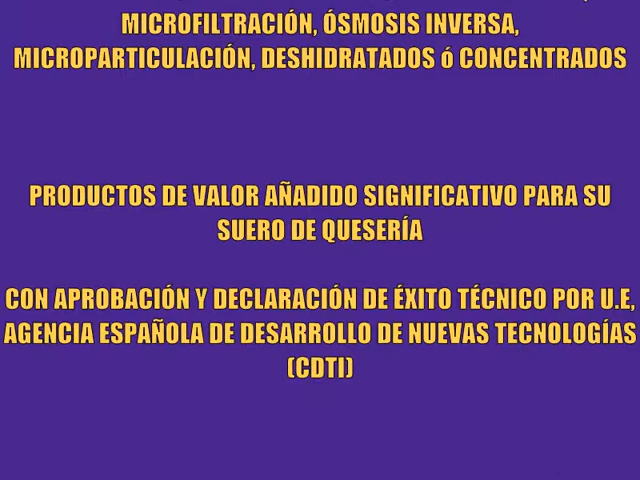 MICROFILTRACIÓN, ÓSMOSIS INVERSA,
MICROPARTICULACIÓN, DESHIDRATADOS ó CONCENTRADOS
PRODUCTOS DE VALOR AÑADIDO SIGNIFICATIVO PARA SU
SUERO DE QUESERÍA
CON APROBACIÓN Y DECLARACIÓN DE ÉXITO TÉCNICO POR U.E,
AGENCIA ESPAÑOLA DE DESARROLLO DE NUEVAS TECNOLOGÍAS
(CDTI)